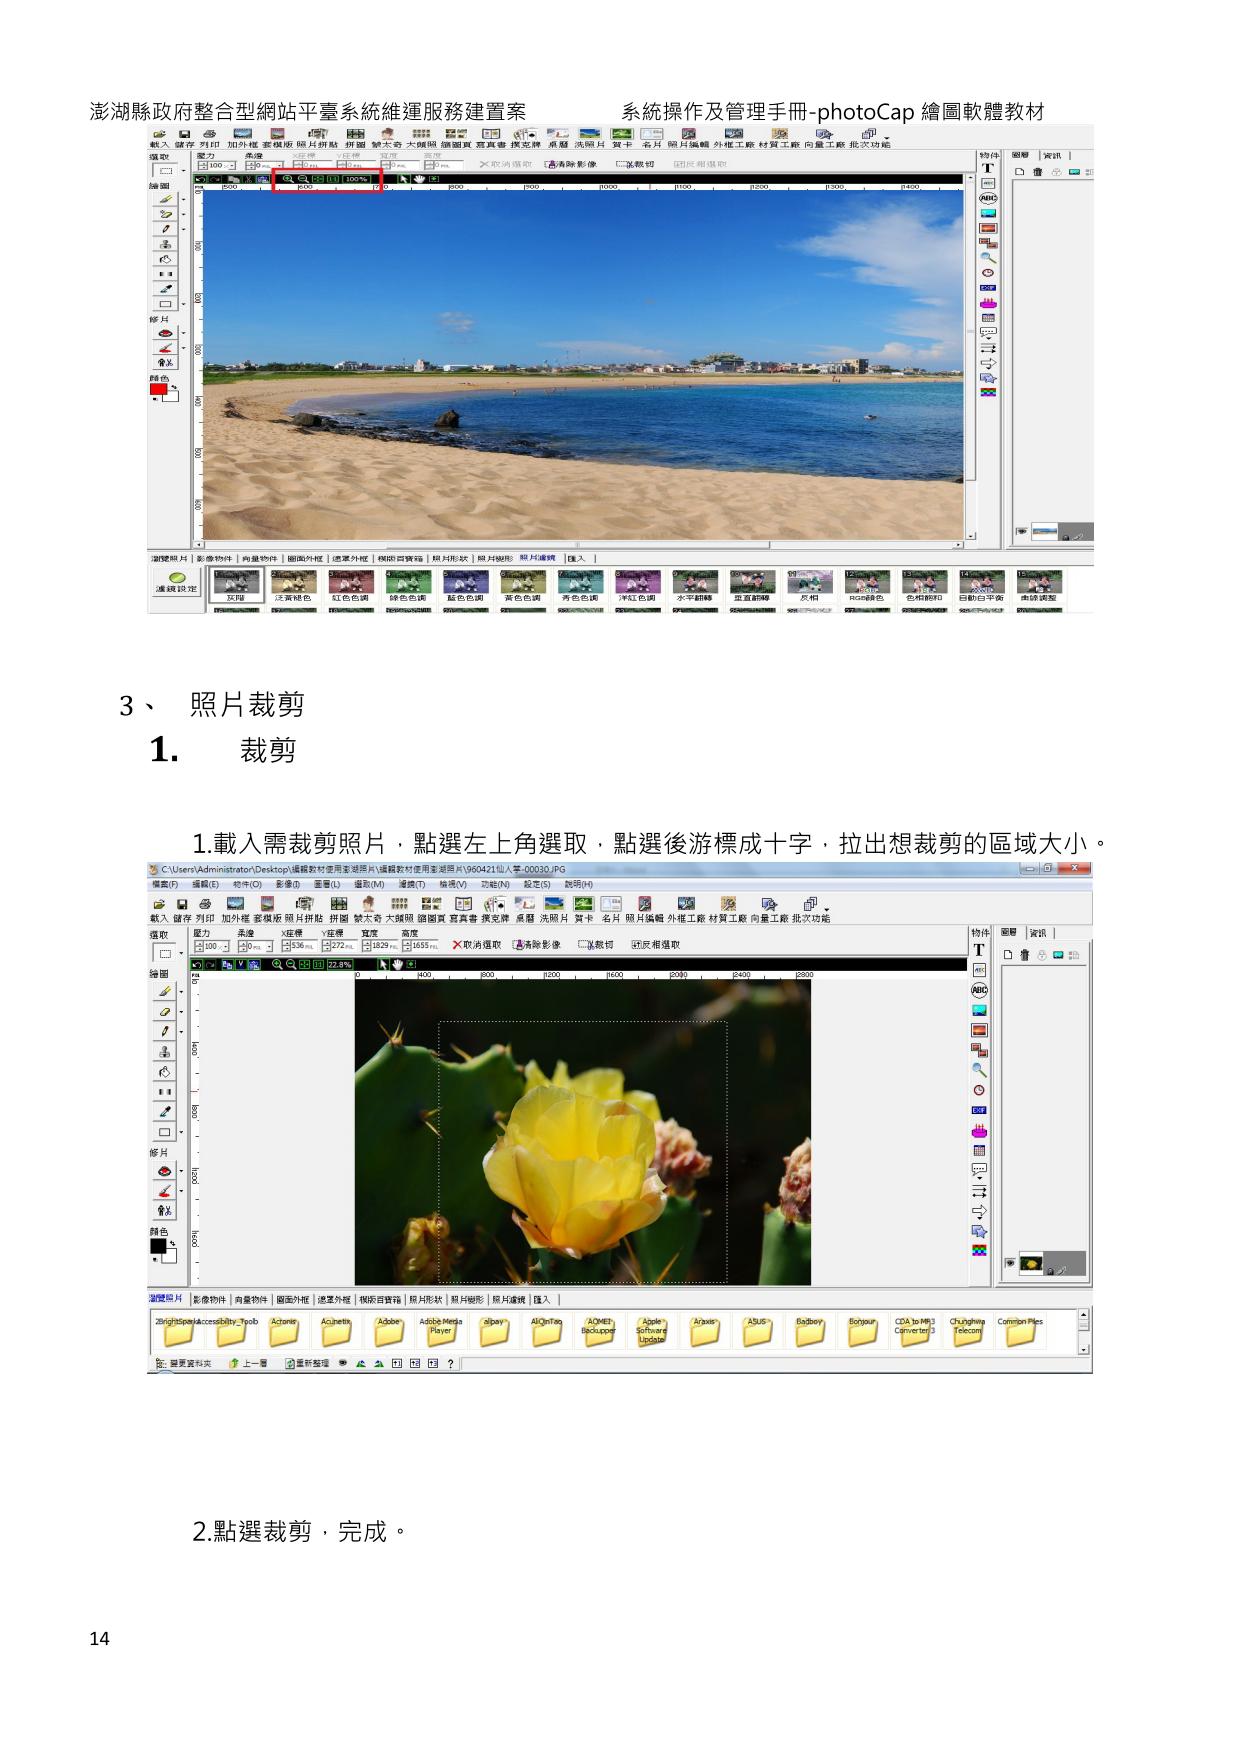 澎湖縣政府整合型網站平臺系統維運服務建置案 系統操作及管理手冊-photoCap 繪圖軟體教材
載入 儲存 列印 加外框 套模版 照片拼貼 拼圖 蒙太奇 大頭照 縮圖頁 寫真書 撲克牌 桌曆 洗照片 賀卡 名片 照片編輯 外框工廠 材質工廠 向量工廠 批次功能
選取 壓力 柔邊 X座標 Y座標 寬度 高度 物件 圖層 資訊
100 0 0 0 0 0 取消選取 清除影像 裁切 反相選取
100%
繪圖
修片
顏色
瀏覽照片 影像物件 向量物件 圖面外框 遮罩外框 模版百寶箱 照片形狀 照片變形 照片濾鏡 匯入
濾鏡設定 灰階 泛黃褪色 紅色色調 綠色色調 藍色色調 黃色色調 青色色調 洋紅色調 水平翻轉 垂直翻轉 反相 RGB顏色 色相飽和 自動白平衡 曲線調整
3、 照片裁剪
1. 裁剪
1.載入需裁剪照片，點選左上角選取，點選後游標成十字，拉出想裁剪的區域大小。
C:\Users\Administrator\Desktop\編輯教材使用澎湖照片\編輯教材使用澎湖照片\960421仙人掌-00030.JPG
檔案(F) 編輯(E) 物件(O) 影像(I) 圖層(L) 選取(M) 濾鏡(T) 檢視(V) 功能(N) 設定(S) 說明(H)
載入 儲存 列印 加外框 套模版 照片拼貼 拼圖 蒙太奇 大頭照 縮圖頁 寫真書 撲克牌 桌曆 洗照片 賀卡 名片 照片編輯 外框工廠 材質工廠 向量工廠 批次功能
選取 壓力 柔邊 X座標 Y座標 寬度 高度 物件 圖層 資訊
100 0 536 272 1829 1655 取消選取 清除影像 裁切 反相選取
22.8%
繪圖 0 400 800 1200 1600 2000 2400 2800
修片
顏色
瀏覽照片 影像物件 向量物件 圖面外框 遮罩外框 模版百寶箱 照片形狀 照片變形 照片濾鏡 匯入
2BrightSparks Accessibility_Tools Acronis Acunetix Adobe Adobe Media Player alipay AliQinTao AOMEI Backupper Apple Software Update Araxis ASUS Badboy Bonjour CDA to MP3 Converter 3 Chunghwa Telecom Common Files
變更資料夾 上一層 重新整理
2.點選裁剪，完成。
14